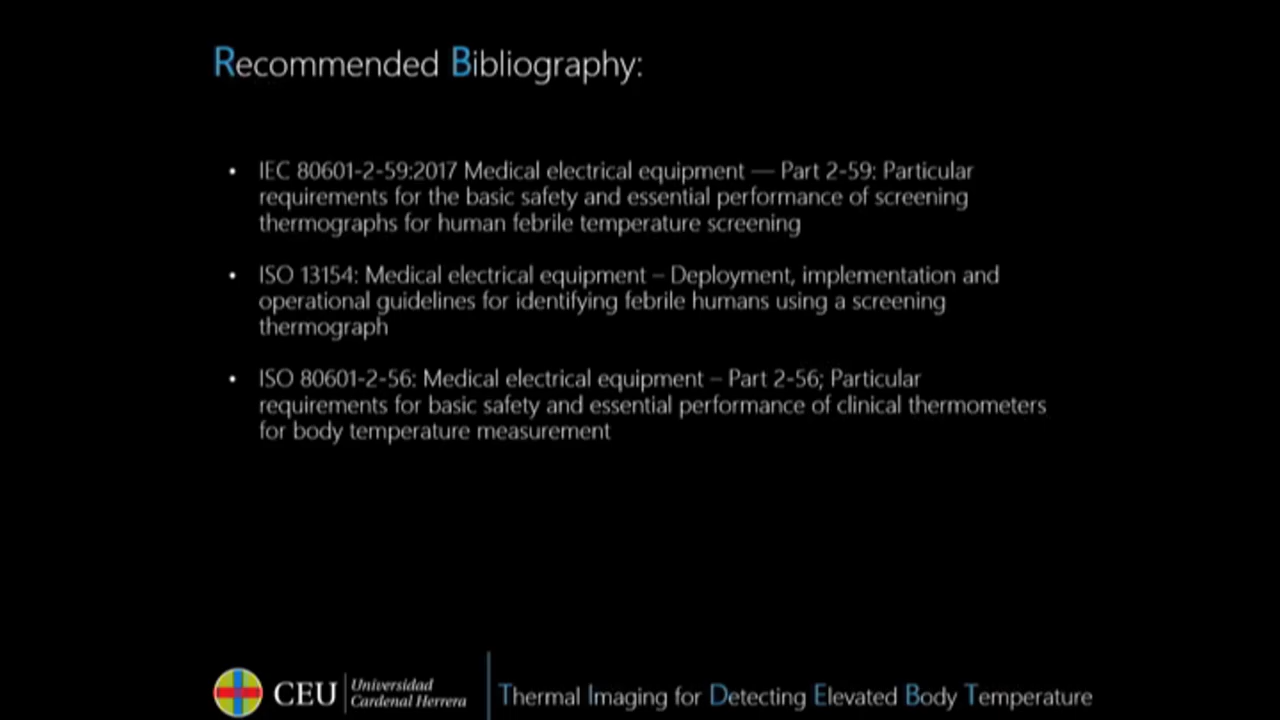 Recommended Bibliography:
• IEC 80601-2-59:2017 Medical electrical equipment — Part 2-59: Particular
requirements for the basic safety and essential performance of screening
thermographs for human febrile temperature screening
• ISO 13154: Medical electrical equipment – Deployment, implementation and
operational guidelines for identifying febrile humans using a screening
thermograph
• ISO 80601-2-56: Medical electrical equipment – Part 2-56; Particular
requirements for basic safety and essential performance of clinical thermometers
for body temperature measurement
CEU
Universidad
Cardenal Herrera
Thermal Imaging for Detecting Elevated Body Temperature